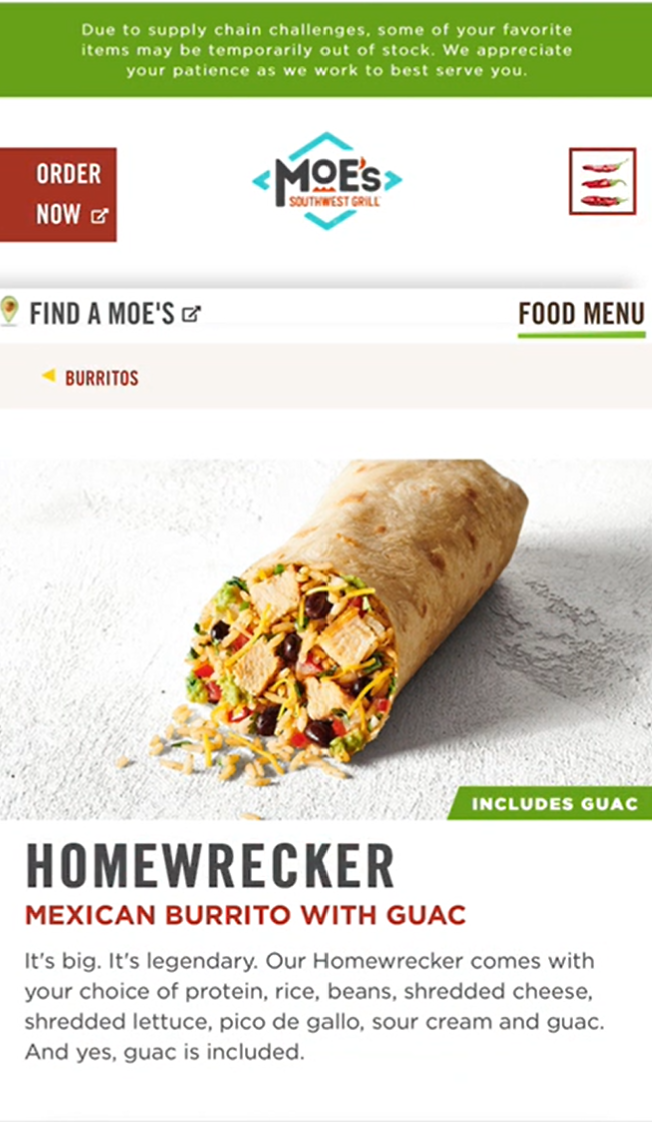 Due to supply chain challenges, some of your favorite
items may be temporarily out of stock. We appreciate
your patience as we work to best serve you.
ORDER
NOW
MOE's
SOUTHWEST GRILL
FIND A MOE'S
FOOD MENU
BURRITOS
INCLUDES GUAC
HOMEWRECKER
MEXICAN BURRITO WITH GUAC
It's big. It's legendary. Our Homewrecker comes with
your choice of protein, rice, beans, shredded cheese,
shredded lettuce, pico de gallo, sour cream and guac.
And yes, guac is included.